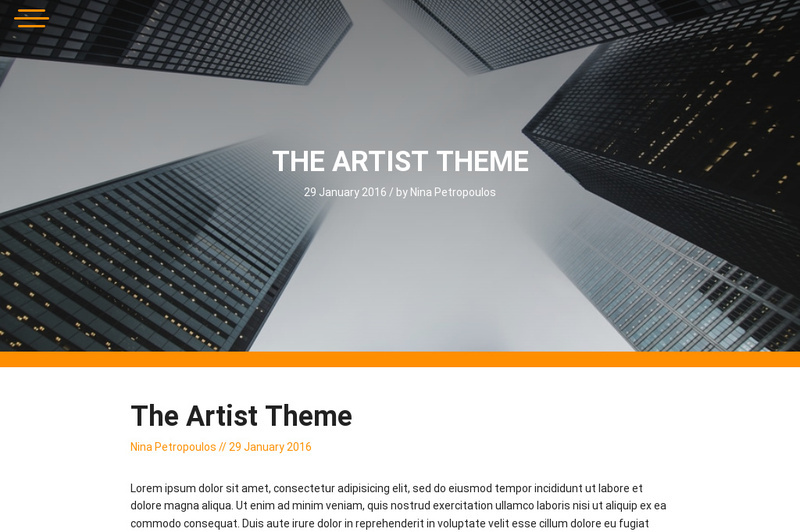 THE ARTIST THEME
29 January 2016 / by Nina Petropoulos
The Artist Theme
Nina Petropoulos // 29 January 2016
Lorem ipsum dolor sit amet, consectetur adipisicing elit, sed do eiusmod tempor incididunt ut labore et
dolore magna aliqua. Ut enim ad minim veniam, quis nostrud exercitation ullamco laboris nisi ut aliquip ex ea
commodo consequat. Duis aute irure dolor in reprehenderit in voluptate velit esse cillum dolore eu fugiat